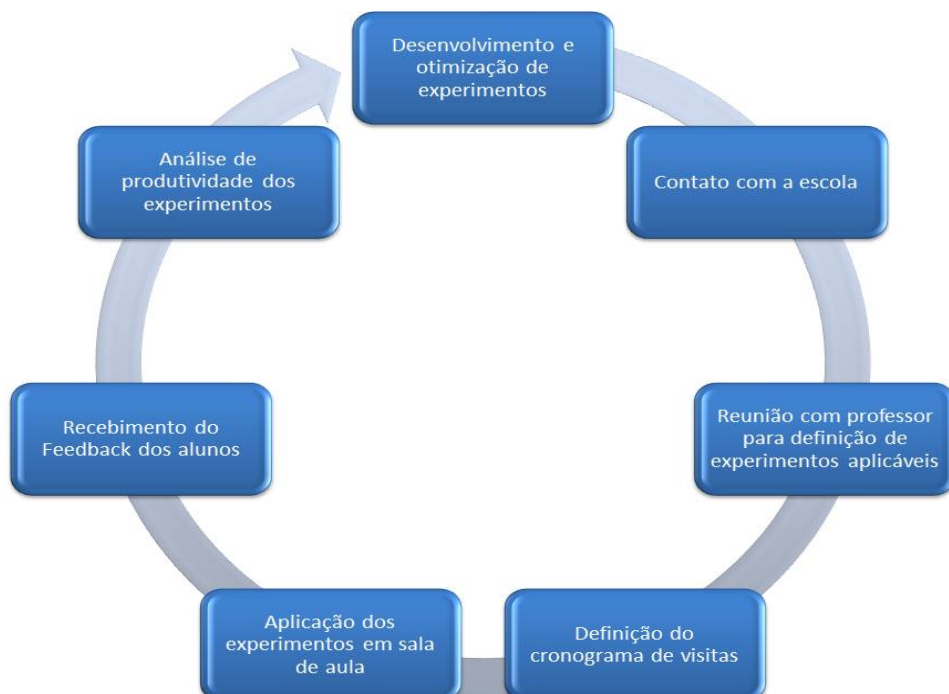 Desenvolvimento e
otimização de
experimentos
Contato com a escola
Reunião com professor
para definição de
experimentos aplicáveis
Definição do
cronograma de visitas
Aplicação dos
experimentos em sala
de aula
Recebimento do
Feedback dos alunos
Análise de
produtividade dos
experimentos